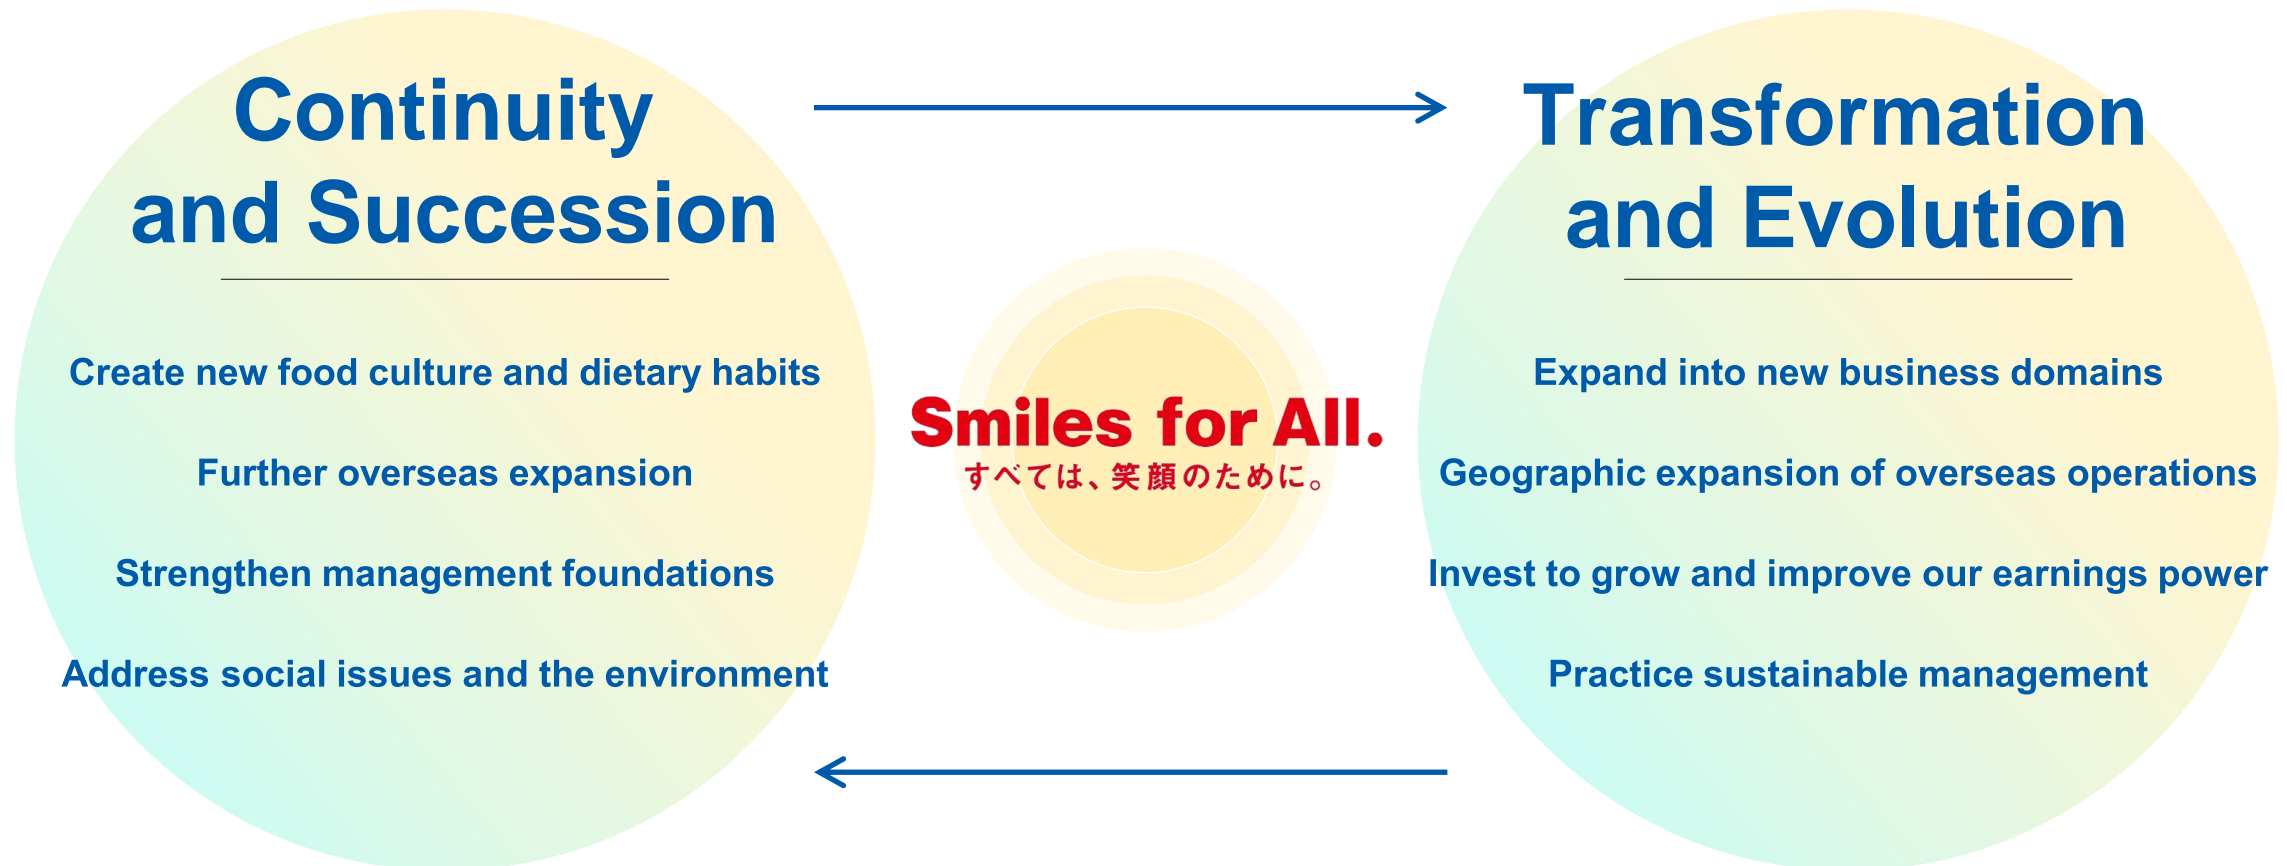 Continuity
and Succession
Create new food culture and dietary habits
Further overseas expansion
Strengthen management foundations
Address social issues and the environment
Smiles for All.
すべては、笑顔のために。
Transformation
and Evolution
Expand into new business domains
Geographic expansion of overseas operations
Invest to grow and improve our earnings power
Practice sustainable management